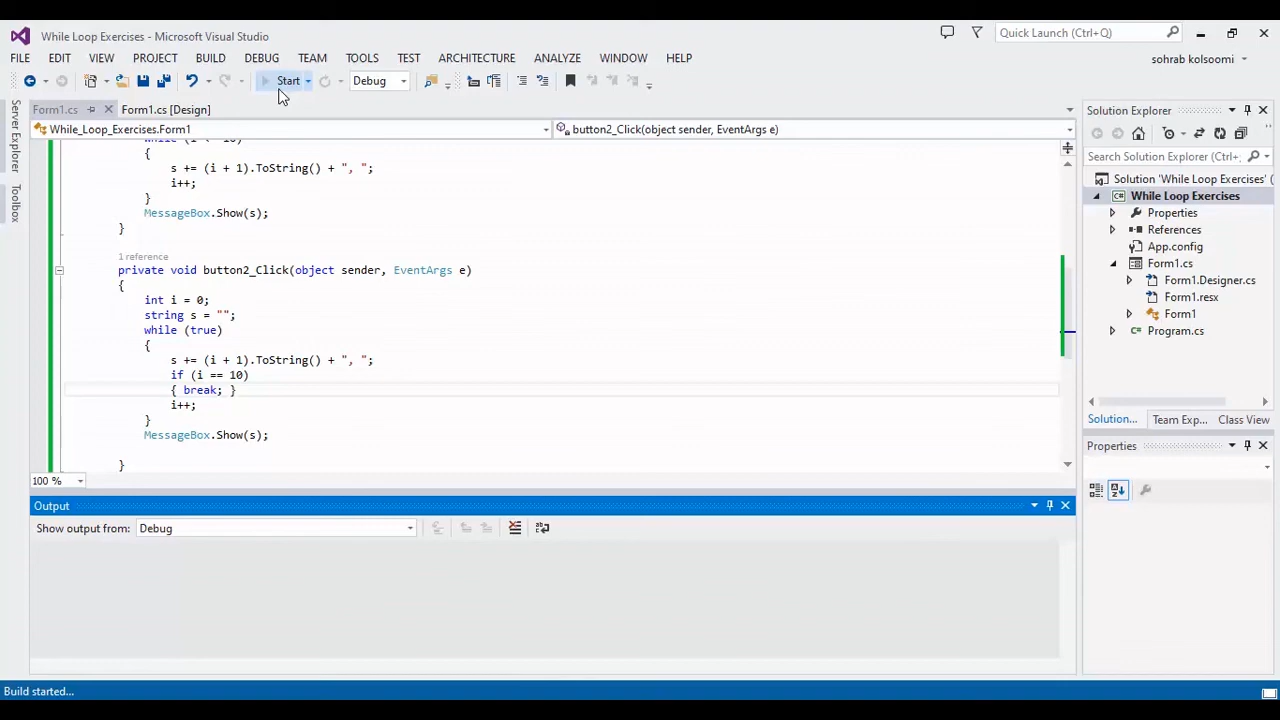 While Loop Exercises - Microsoft Visual Studio
Quick Launch (Ctrl+Q)
FILE EDIT VIEW PROJECT BUILD DEBUG TEAM TOOLS TEST ARCHITECTURE ANALYZE WINDOW HELP
sohrab kolsoomi
Start Debug
Server Explorer
Toolbox
Form1.cs Form1.cs [Design]
While_Loop_Exercises.Form1 button2_Click(object sender, EventArgs e)
{
s += (i + 1).ToString() + ", ";
i++;
}
MessageBox.Show(s);
}
1 reference
private void button2_Click(object sender, EventArgs e)
{
int i = 0;
string s = "";
while (true)
{
s += (i + 1).ToString() + ", ";
if (i == 10)
{ break; }
i++;
}
MessageBox.Show(s);
}
100 %
Output
Show output from: Debug
Solution Explorer
Search Solution Explorer (Ctrl+;
Solution 'While Loop Exercises' (
While Loop Exercises
Properties
References
App.config
Form1.cs
Form1.Designer.cs
Form1.resx
Form1
Program.cs
Solution... Team Exp... Class View
Properties
Build started...